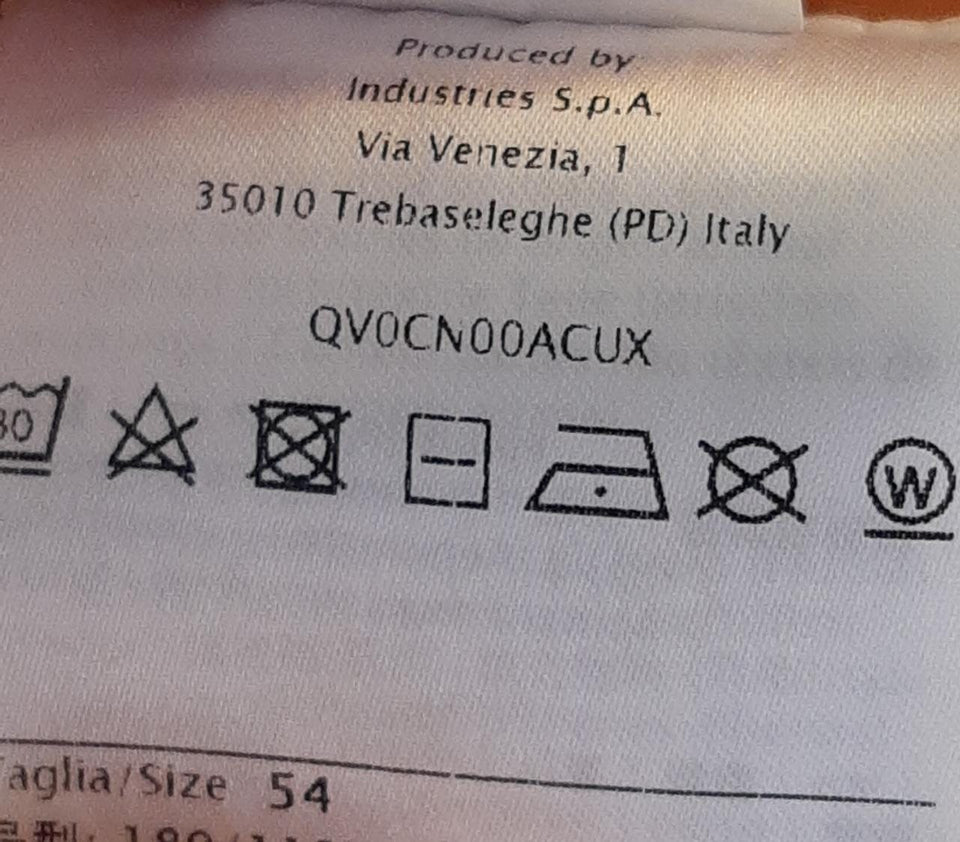 Produced by
Industries S.p.A.
Via Venezia, 1
35010 Trebaseleghe (PD) Italy
QV0CN00ACUX
30
W
Taglia/Size 54